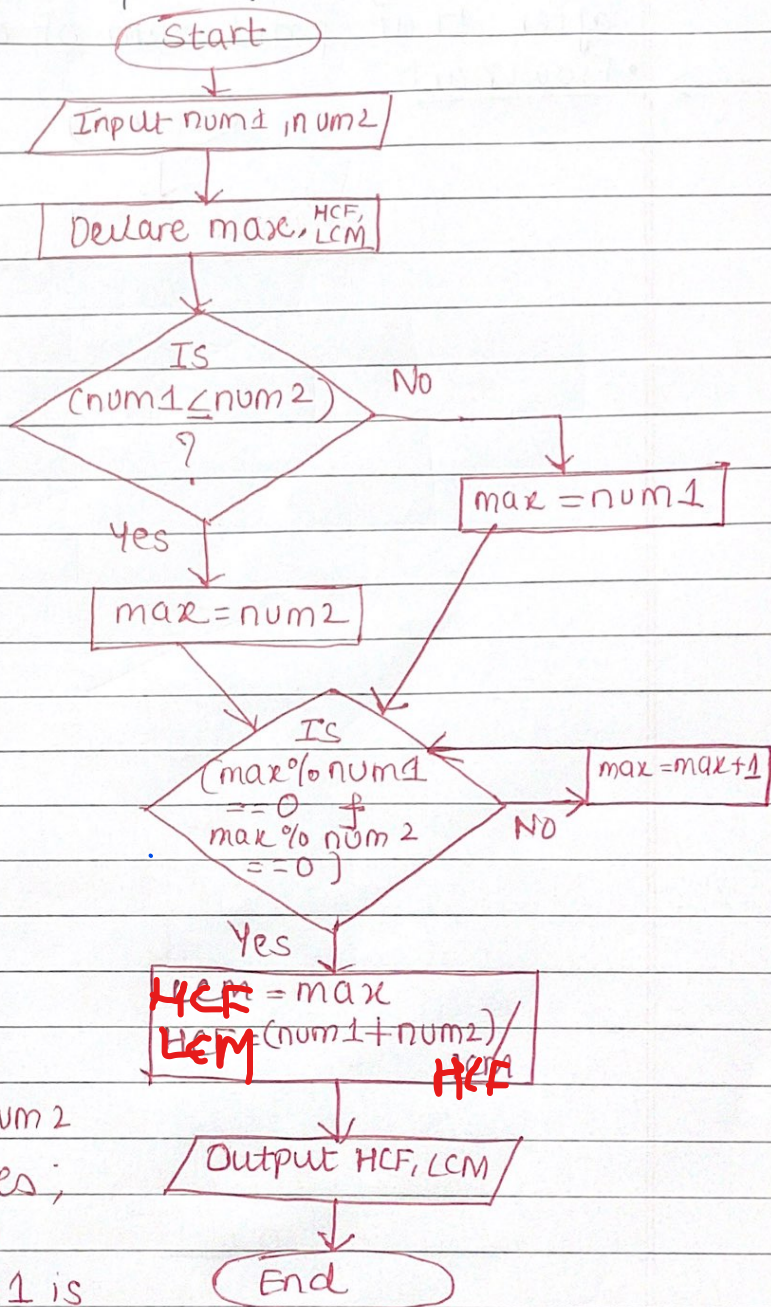 Start
Input num1, num2
Declare max, HCF,
LCM
Is
(num1≤num2)
?
No
max = num1
Yes
max = num2
Is
(max%num1
==0 &
max% num2
==0)
No
max =max+1
Yes
HCF = max
LCM =(num1+num2)/
HCF
Output HCF, LCM
um2
es;
1 is
End